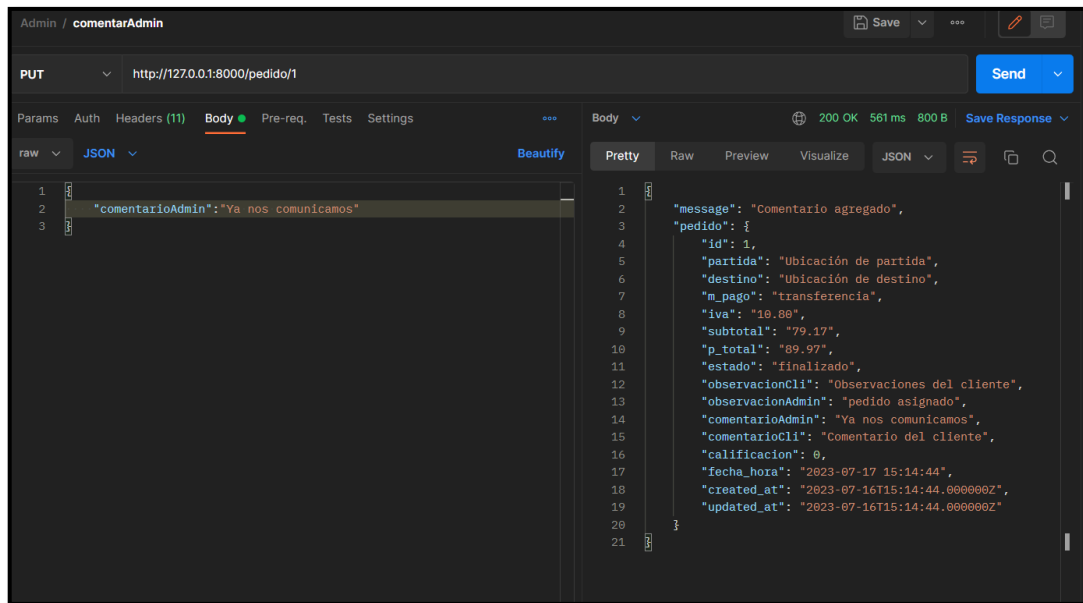 Admin / comentarAdmin
Save
PUT http://127.0.0.1:8000/pedido/1
Send
Params Auth Headers (11) Body Pre-req. Tests Settings
raw JSON Beautify
1 {
2 "comentarioAdmin":"Ya nos comunicamos"
3 }
Body 200 OK 561 ms 800 B Save Response
Pretty Raw Preview Visualize JSON
1 {
2 "message": "Comentario agregado",
3 "pedido": {
4 "id": 1,
5 "partida": "Ubicación de partida",
6 "destino": "Ubicación de destino",
7 "m_pago": "transferencia",
8 "iva": "10.80",
9 "subtotal": "79.17",
10 "p_total": "89.97",
11 "estado": "finalizado",
12 "observacionCli": "Observaciones del cliente",
13 "observacionAdmin": "pedido asignado",
14 "comentarioAdmin": "Ya nos comunicamos",
15 "comentarioCli": "Comentario del cliente",
16 "calificacion": 0,
17 "fecha_hora": "2023-07-17 15:14:44",
18 "created_at": "2023-07-16T15:14:44.000000Z",
19 "updated_at": "2023-07-16T15:14:44.000000Z"
20 }
21 }